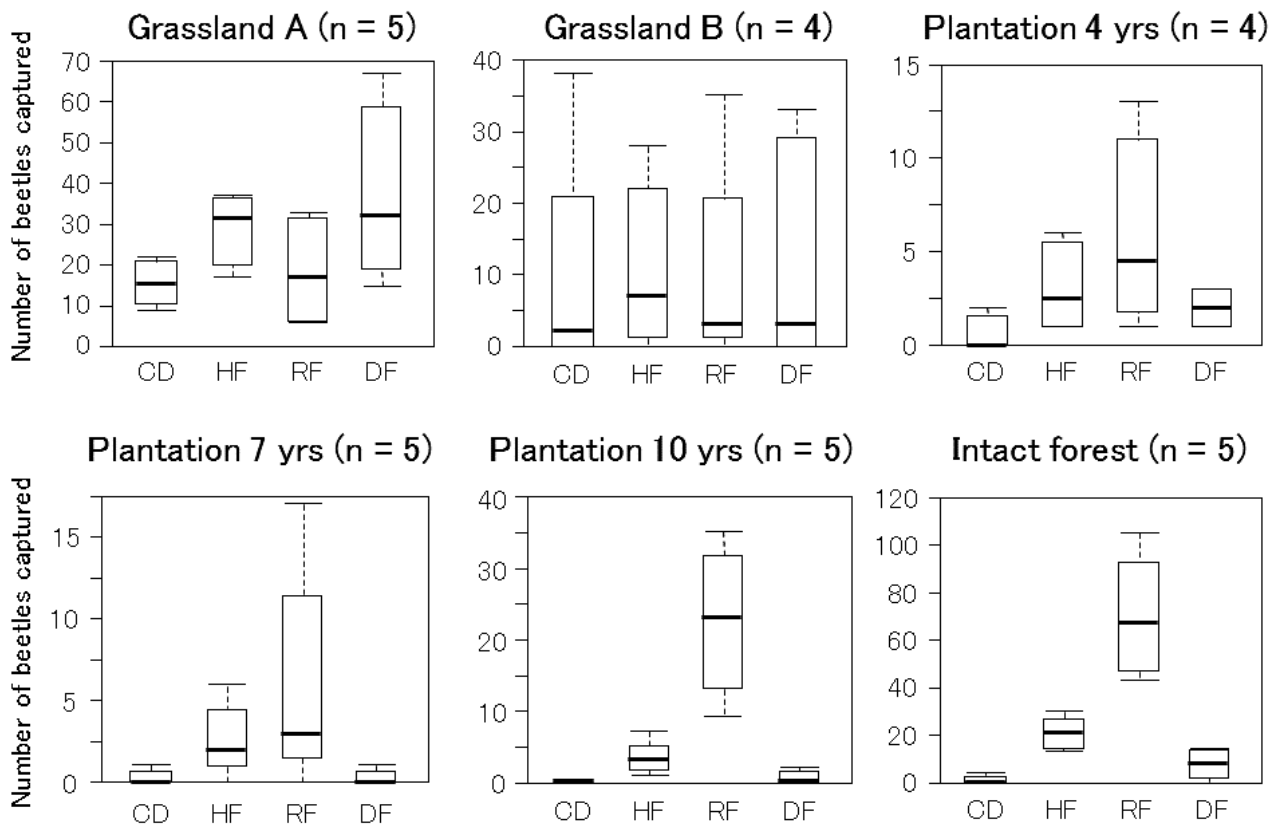 Grassland A (n = 5)
Grassland B (n = 4)
Plantation 4 yrs (n = 4)
Number of beetles captured
70
60
50
40
30
20
10
0
CD HF RF DF
40
30
20
10
0
CD HF RF DF
15
10
5
0
CD HF RF DF
Plantation 7 yrs (n = 5)
Plantation 10 yrs (n = 5)
Intact forest (n = 5)
Number of beetles captured
15
10
5
0
CD HF RF DF
40
30
20
10
0
CD HF RF DF
120
100
80
60
40
20
0
CD HF RF DF